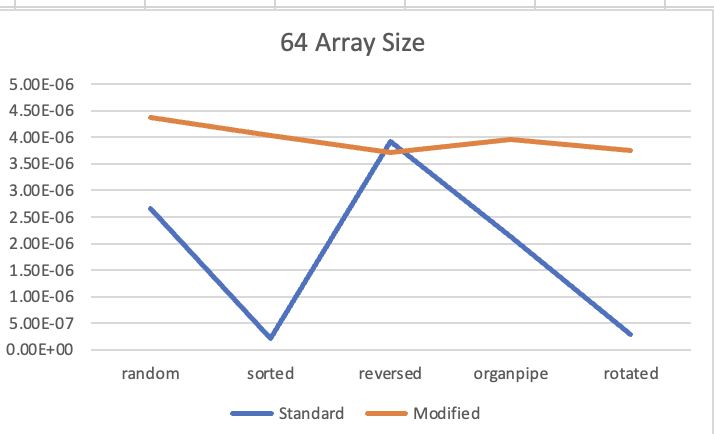 64 Array Size
5.00E-06
4.50E-06
4.00E-06
3.50E-06
3.00E-06
2.50E-06
2.00E-06
1.50E-06
1.00E-06
5.00E-07
0.00E+00
random sorted reversed organpipe rotated
Standard Modified